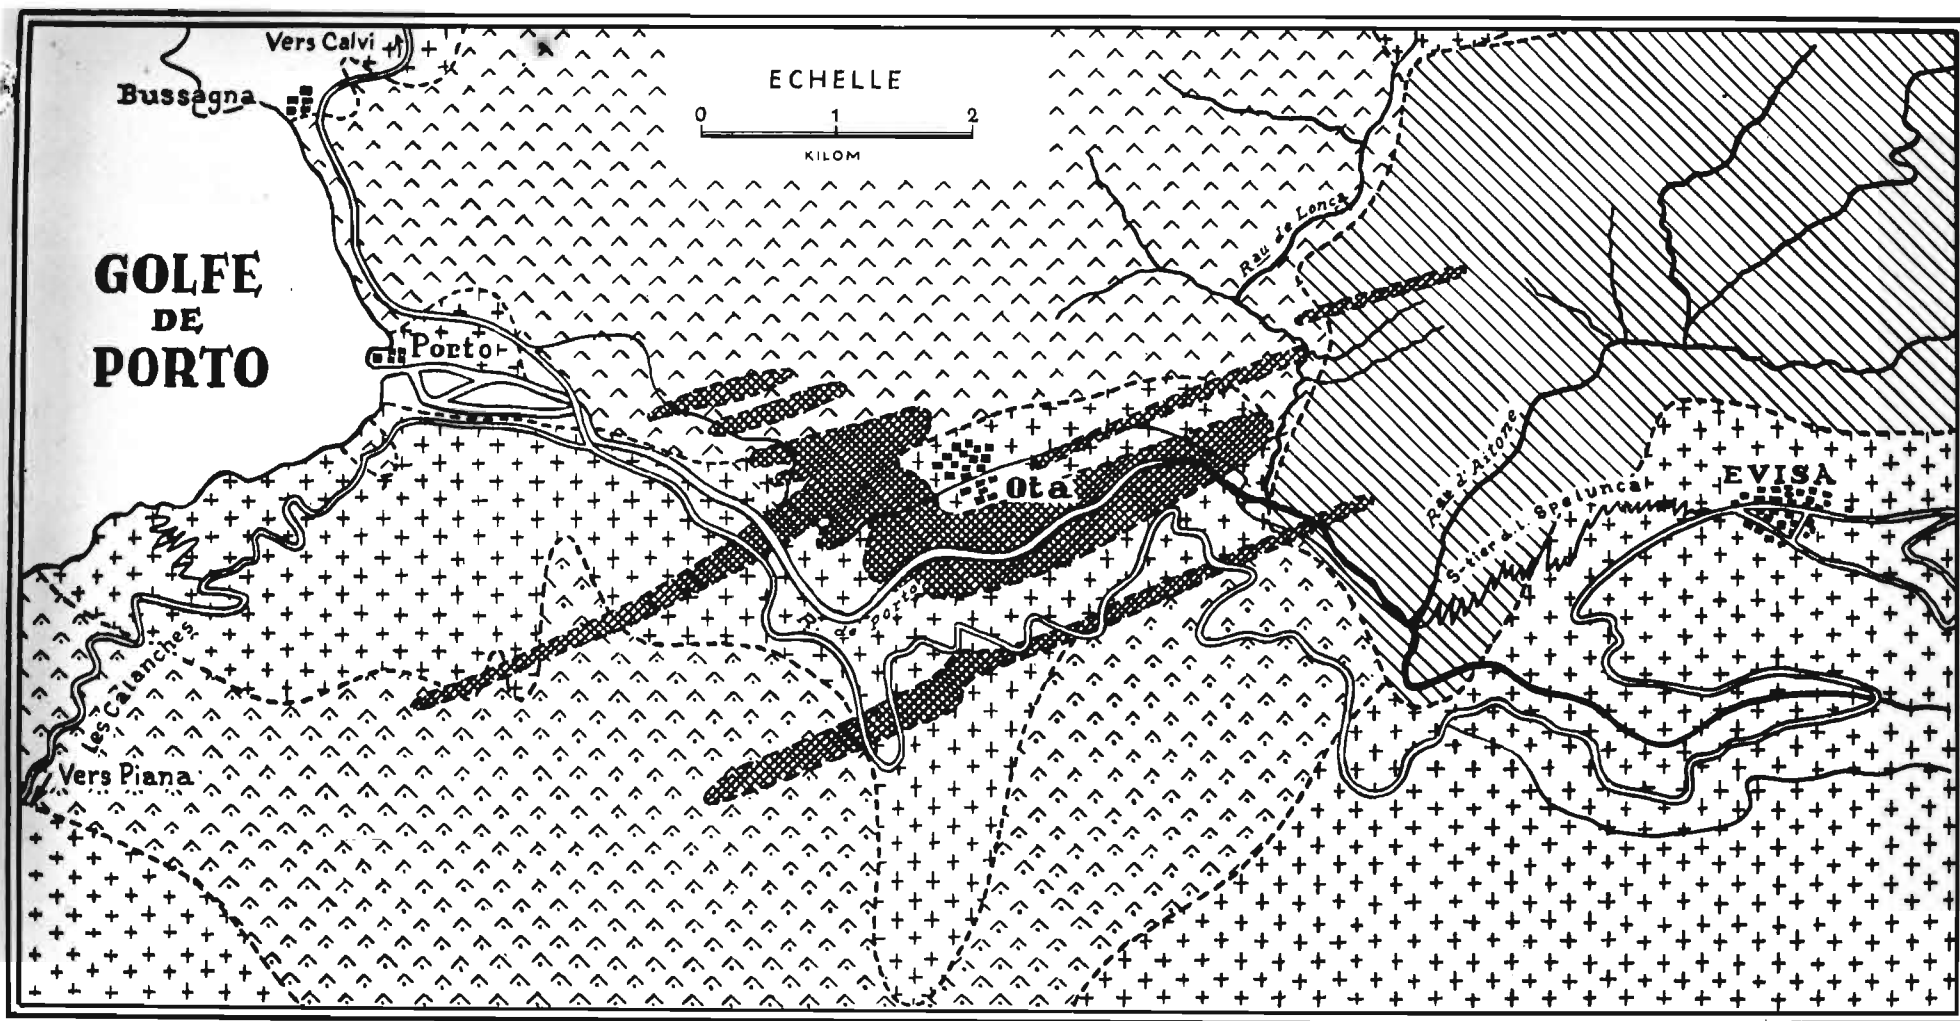 Vers Calvi
Bussagna
ECHELLE
0 1 2
KILOM
GOLFE
DE
PORTO
Porto
Rau de Lonca
Ota
Rau d'Aitone
S-tier d.l. Spelunca
EVISA
R. de Porto
Les Calanches
Vers Piana